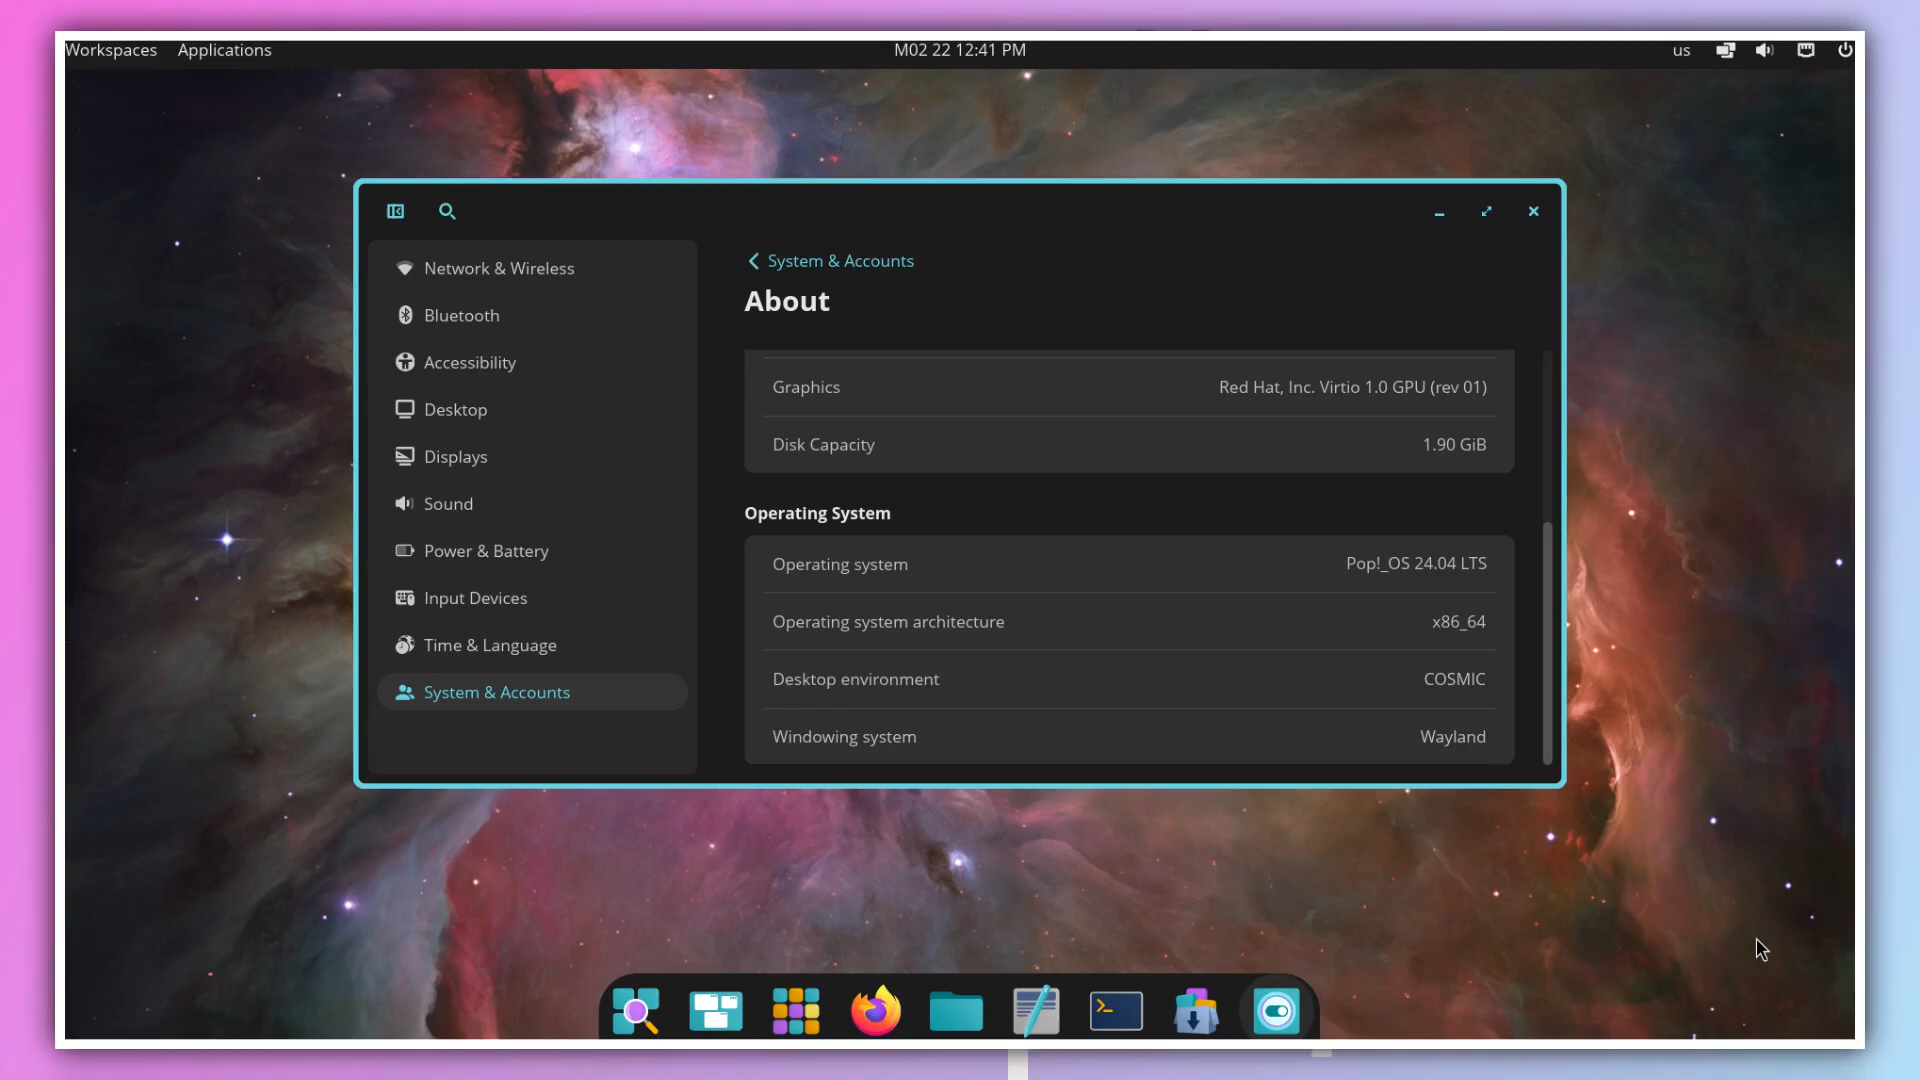 Workspaces Applications M02 22 12:41 PM us
Network & Wireless
Bluetooth
Accessibility
Desktop
Displays
Sound
Power & Battery
Input Devices
Time & Language
System & Accounts
System & Accounts
About
Graphics Red Hat, Inc. Virtio 1.0 GPU (rev 01)
Disk Capacity 1.90 GiB
Operating System
Operating system Pop!_OS 24.04 LTS
Operating system architecture x86_64
Desktop environment COSMIC
Windowing system Wayland